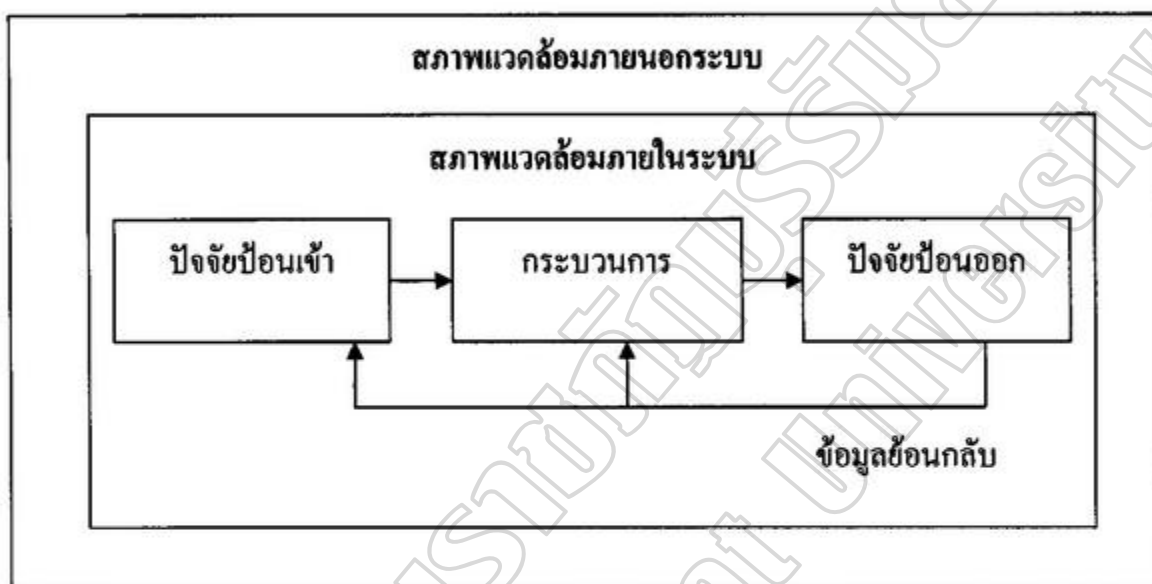 สภาพแวดล้อมภายนอกระบบ
สภาพแวดล้อมภายในระบบ
ปัจจัยป้อนเข้า
กระบวนการ
ปัจจัยป้อนออก
ข้อมูลย้อนกลับ
University